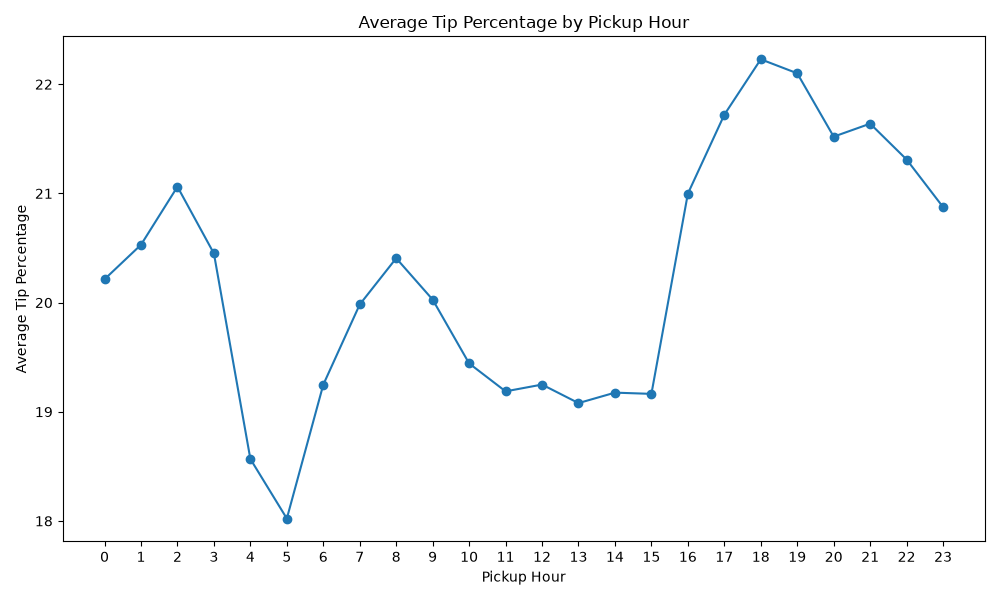 Average Tip Percentage by Pickup Hour
Average Tip Percentage
22
21
20
19
18
0 1 2 3 4 5 6 7 8 9 10 11 12 13 14 15 16 17 18 19 20 21 22 23
Pickup Hour